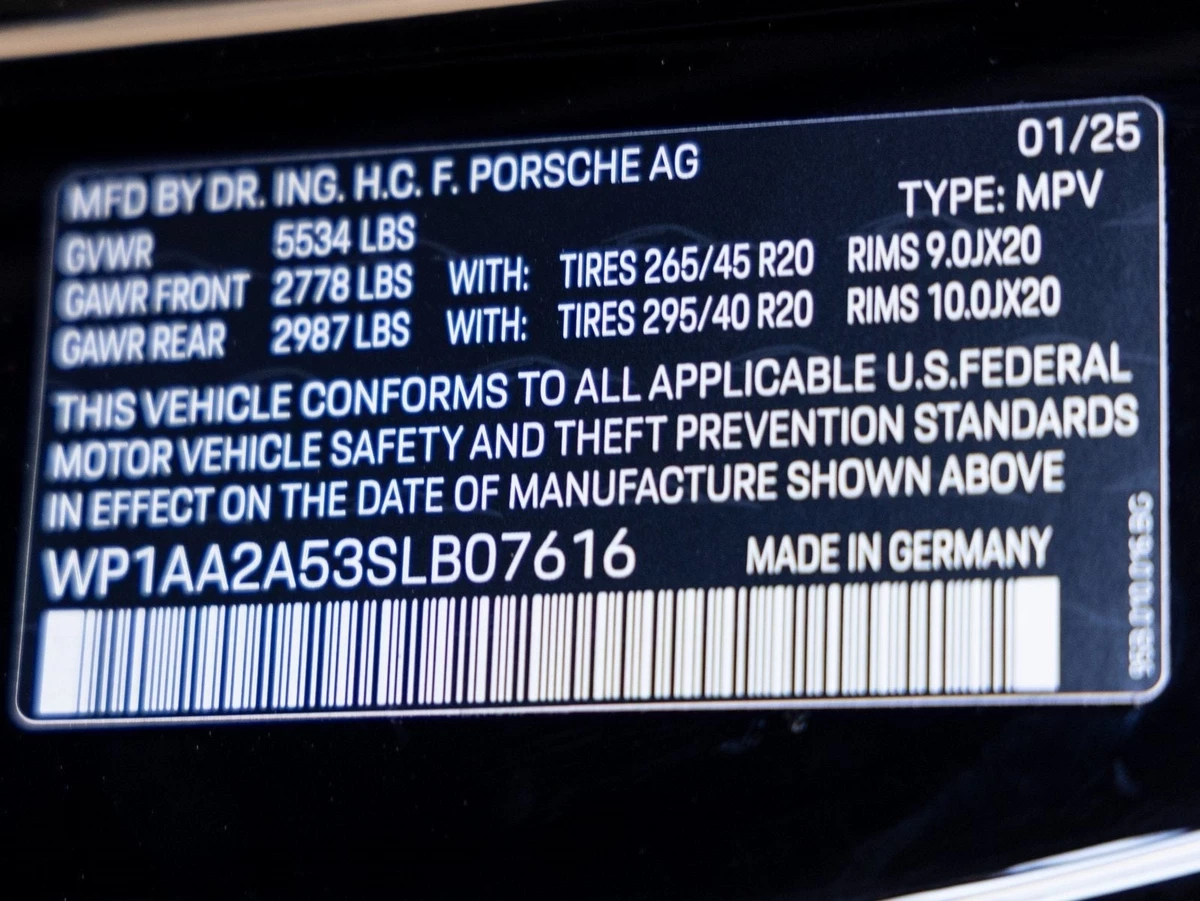 01/25
MFD BY DR. ING. H.C. F. PORSCHE AG
TYPE: MPV
GVWR 5534 LBS
GAWR FRONT 2778 LBS WITH: TIRES 265/45 R20 RIMS 9.0JX20
GAWR REAR 2987 LBS WITH: TIRES 295/40 R20 RIMS 10.0JX20
THIS VEHICLE CONFORMS TO ALL APPLICABLE U.S.FEDERAL
MOTOR VEHICLE SAFETY AND THEFT PREVENTION STANDARDS
IN EFFECT ON THE DATE OF MANUFACTURE SHOWN ABOVE
WP1AA2A53SLB07616 MADE IN GERMANY